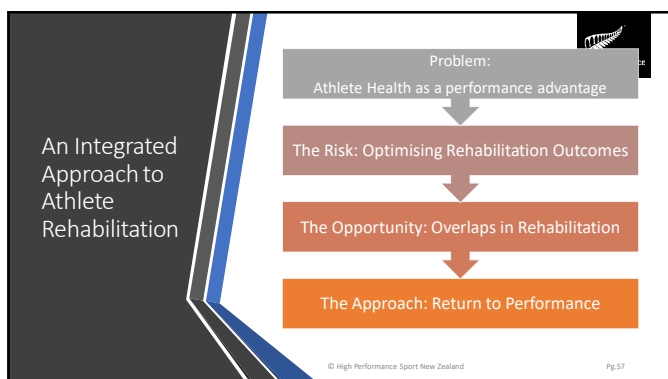 An Integrated
Approach to
Athlete
Rehabilitation
Problem:
Athlete Health as a performance advantage
The Risk: Optimising Rehabilitation Outcomes
The Opportunity: Overlaps in Rehabilitation
The Approach: Return to Performance
© High Performance Sport New Zealand
Pg.57